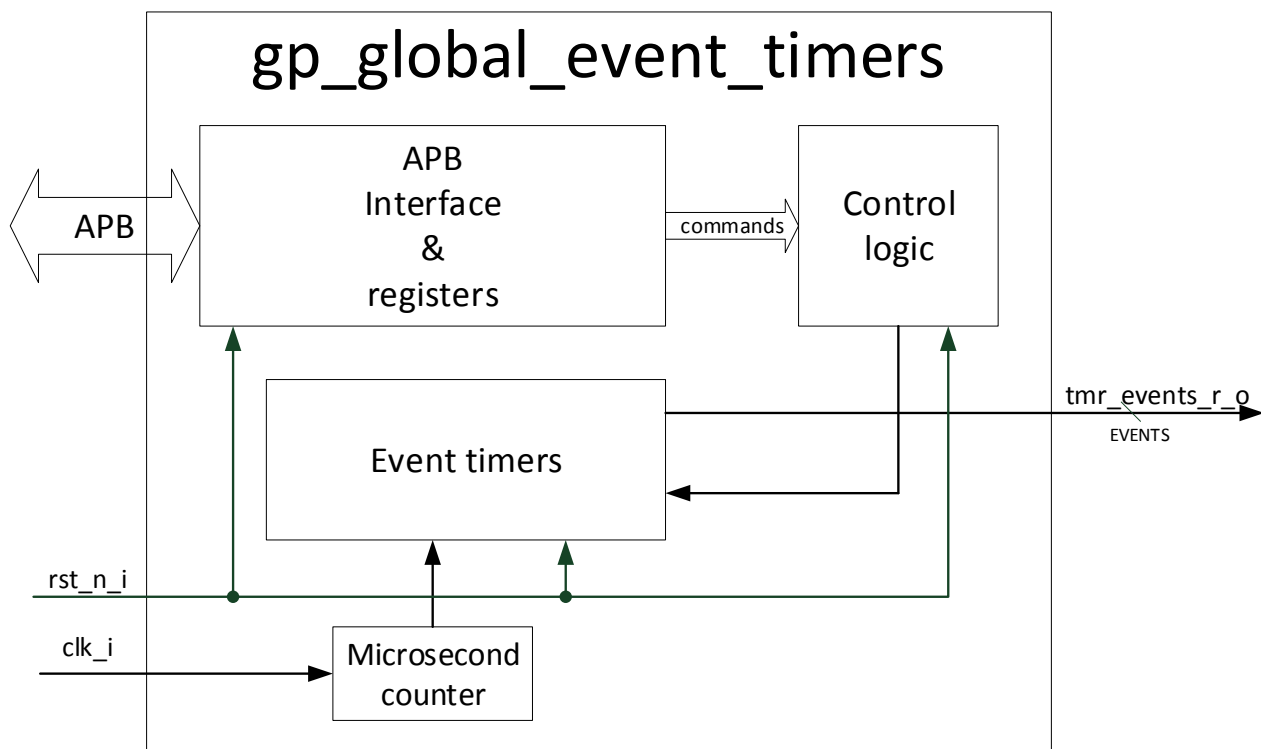 gp_global_event_timers
APB
Interface
&
registers
APB
commands
Control
logic
tmr_events_r_o
EVENTS
Event timers
rst_n_i
clk_i
Microsecond
counter